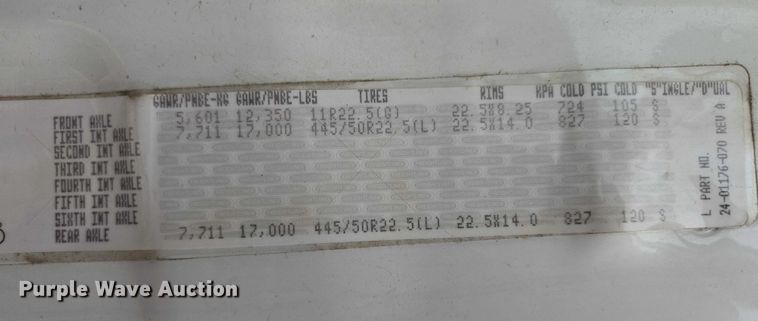 GAWR/PNBE-KG GAWR/PNBE-LBS TIRES RIMS KPA COLD PSI COLD "S"INGLE/"D"UAL
FRONT AXLE 5,601 12,350 11R22.5(G) 22.5X8.25 724 105 S
FIRST INT AXLE 7,711 17,000 445/50R22.5(L) 22.5X14.0 827 120 S
SECOND INT AXLE
THIRD INT AXLE
FOURTH INT AXLE
FIFTH INT AXLE
SIXTH INT AXLE
REAR AXLE 7,711 17,000 445/50R22.5(L) 22.5X14.0 827 120 S
L PART NO.
24-01176-070 REV A
Purple Wave Auction